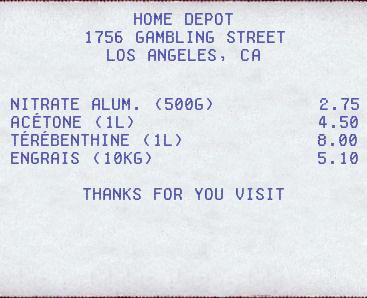 HOME DEPOT
1756 GAMBLING STREET
LOS ANGELES, CA
NITRATE ALUM. (500G) 2.75
ACÉTONE (1L) 4.50
TÉRÉBENTHINE (1L) 8.00
ENGRAIS (10KG) 5.10
THANKS FOR YOU VISIT